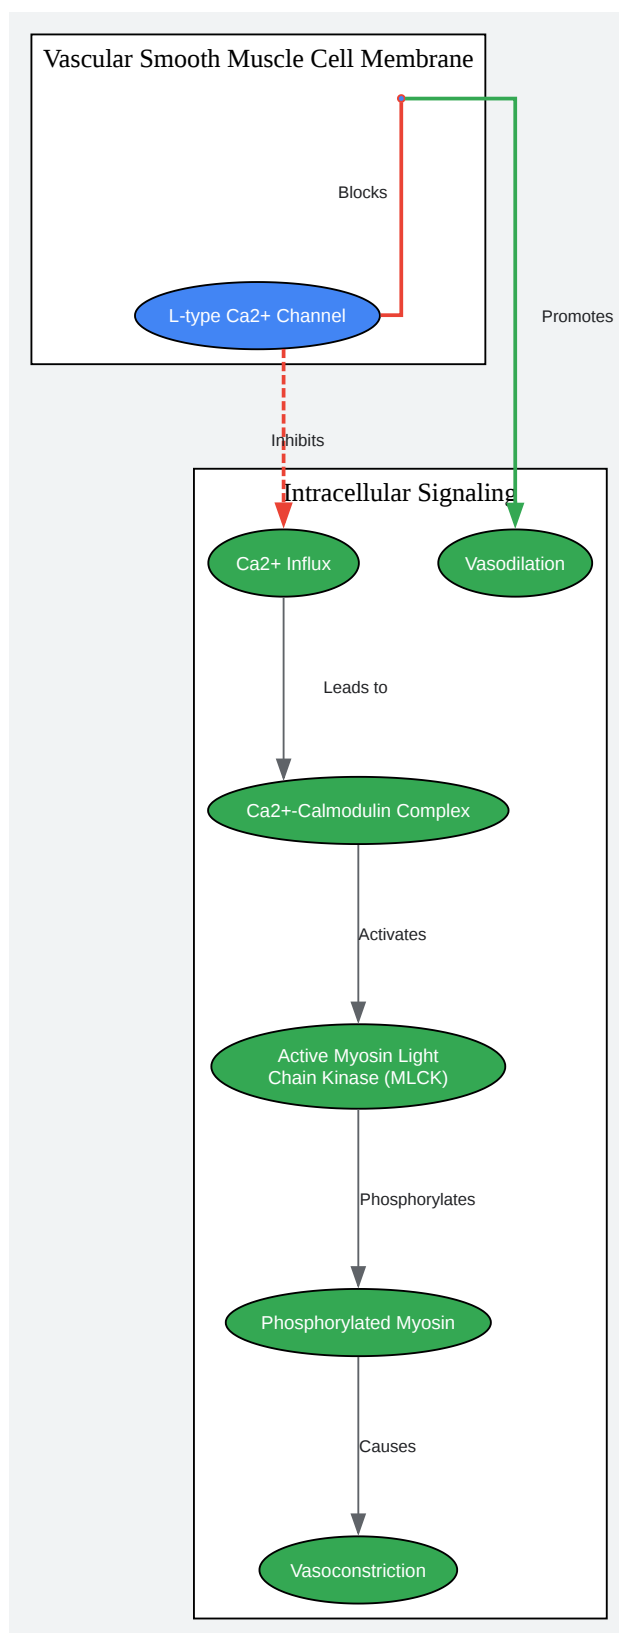 Vascular Smooth Muscle Cell Membrane
Blocks
L-type Ca2+ Channel
Promotes
Inhibits
Intracellular Signaling
Ca2+ Influx
Vasodilation
Leads to
Ca2+-Calmodulin Complex
Activates
Active Myosin Light
Chain Kinase (MLCK)
Phosphorylates
Phosphorylated Myosin
Causes
Vasoconstriction